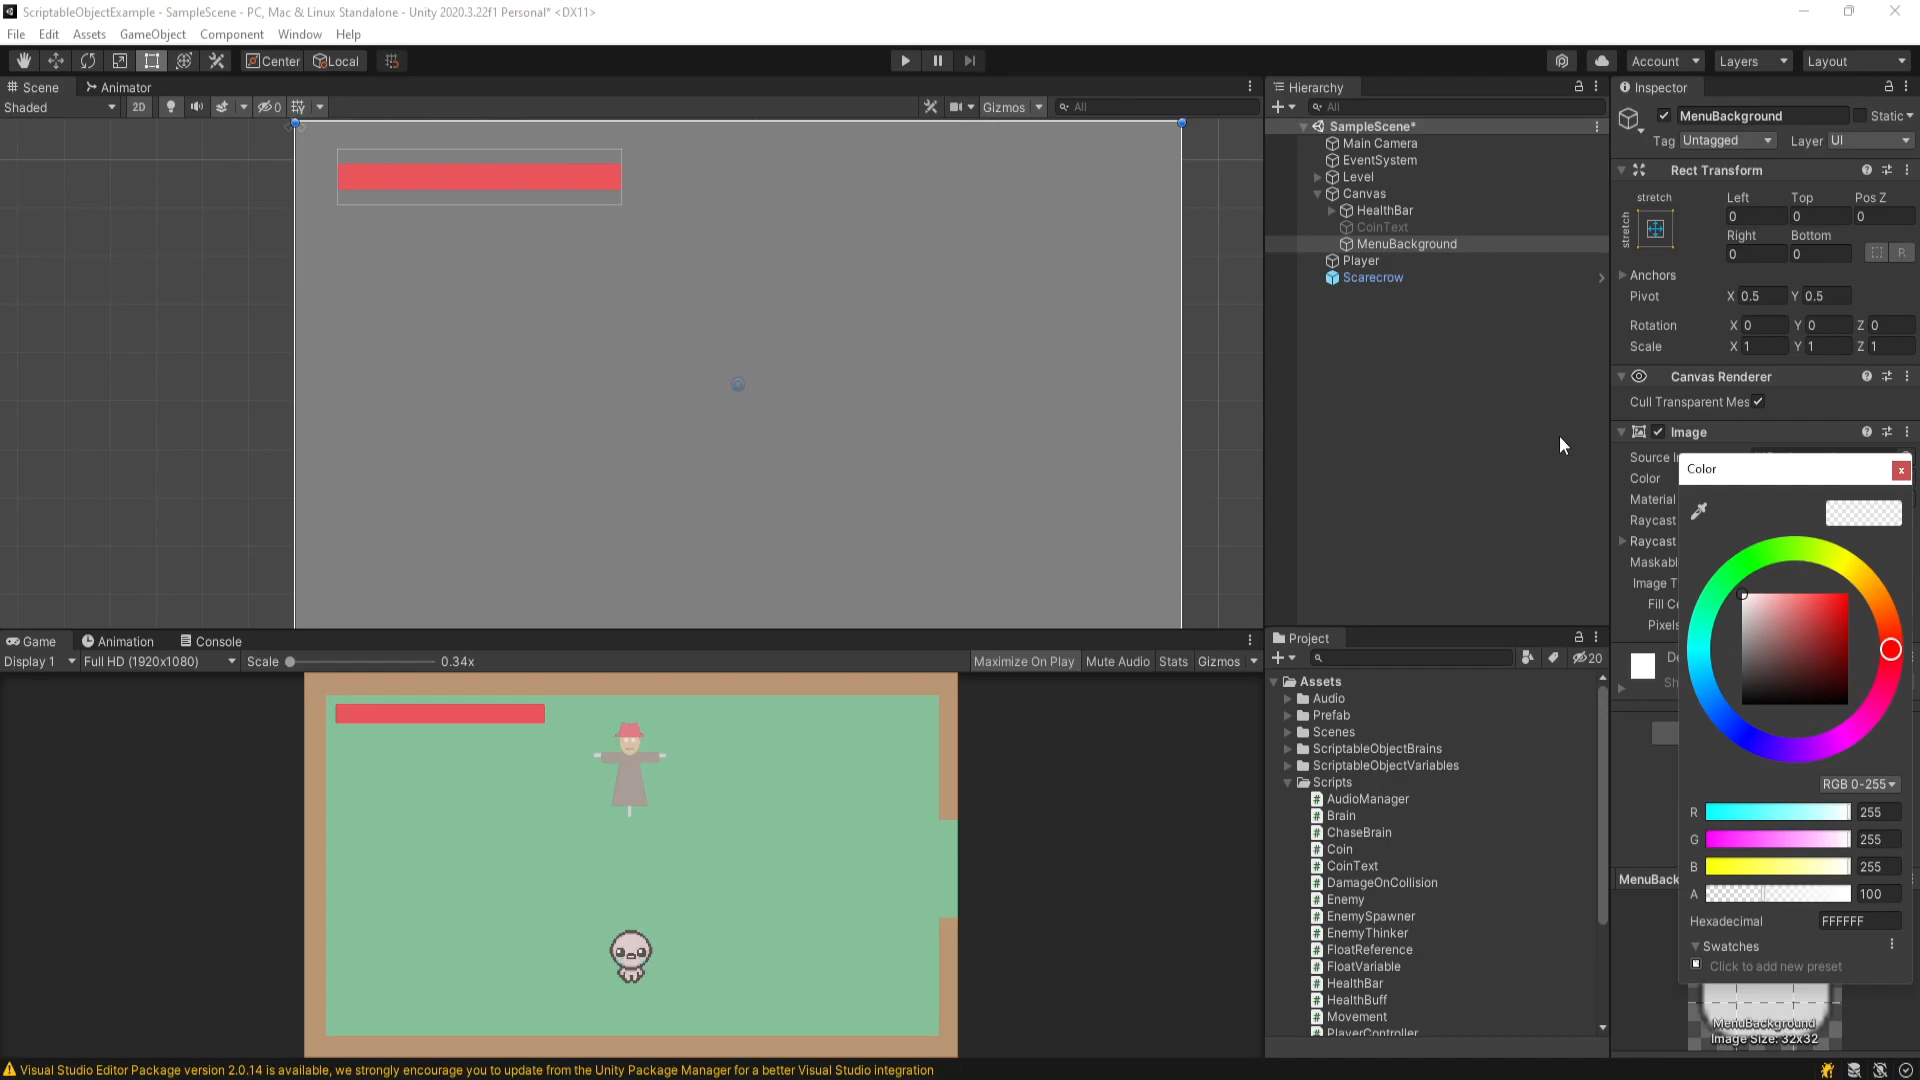 ScriptableObjectExample - SampleScene - PC, Mac & Linux Standalone - Unity 2020.3.22f1 Personal* <DX11>
File Edit Assets GameObject Component Window Help
Center Local
Account Layers Layout
Scene Animator
Shaded 2D 0 Gizmos All
Hierarchy
All
SampleScene*
Main Camera
EventSystem
Level
Canvas
HealthBar
CoinText
MenuBackground
Player
Scarecrow
Inspector
MenuBackground Static
Tag Untagged Layer UI
Rect Transform
stretch Left Top Pos Z
stretch 0 0 0
Right Bottom
0 0 R
Anchors
Pivot X 0.5 Y 0.5
Rotation X 0 Y 0 Z 0
Scale X 1 Y 1 Z 1
Canvas Renderer
Cull Transparent Mes
Image
Source I
Color
Material
Raycast
Raycast
Maskabl
Image T
Fill Ce
Pixels
De
Sh
MenuBack
Color
RGB 0-255
R 255
G 255
B 255
A 100
Hexadecimal FFFFFF
Swatches
Click to add new preset
MenuBackground
Image Size: 32x32
Game Animation Console
Display 1 Full HD (1920x1080) Scale 0.34x Maximize On Play Mute Audio Stats Gizmos
Project
20
Assets
Audio
Prefab
Scenes
ScriptableObjectBrains
ScriptableObjectVariables
Scripts
AudioManager
Brain
ChaseBrain
Coin
CoinText
DamageOnCollision
Enemy
EnemySpawner
EnemyThinker
FloatReference
FloatVariable
HealthBar
HealthBuff
Movement
PlayerController
Visual Studio Editor Package version 2.0.14 is available, we strongly encourage you to update from the Unity Package Manager for a better Visual Studio integration